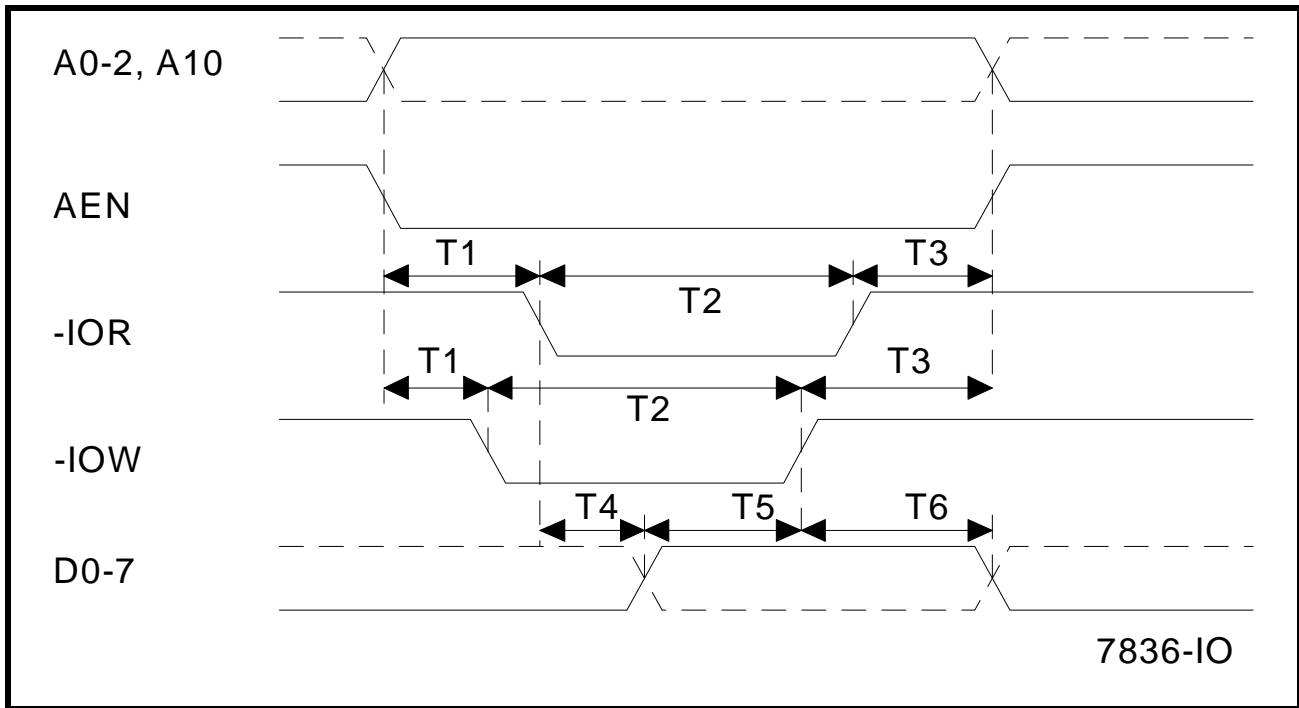 A0-2, A10
AEN
T1 T3
T2
-IOR
T1 T3
T2
-IOW
T4 T5 T6
D0-7
7836-IO